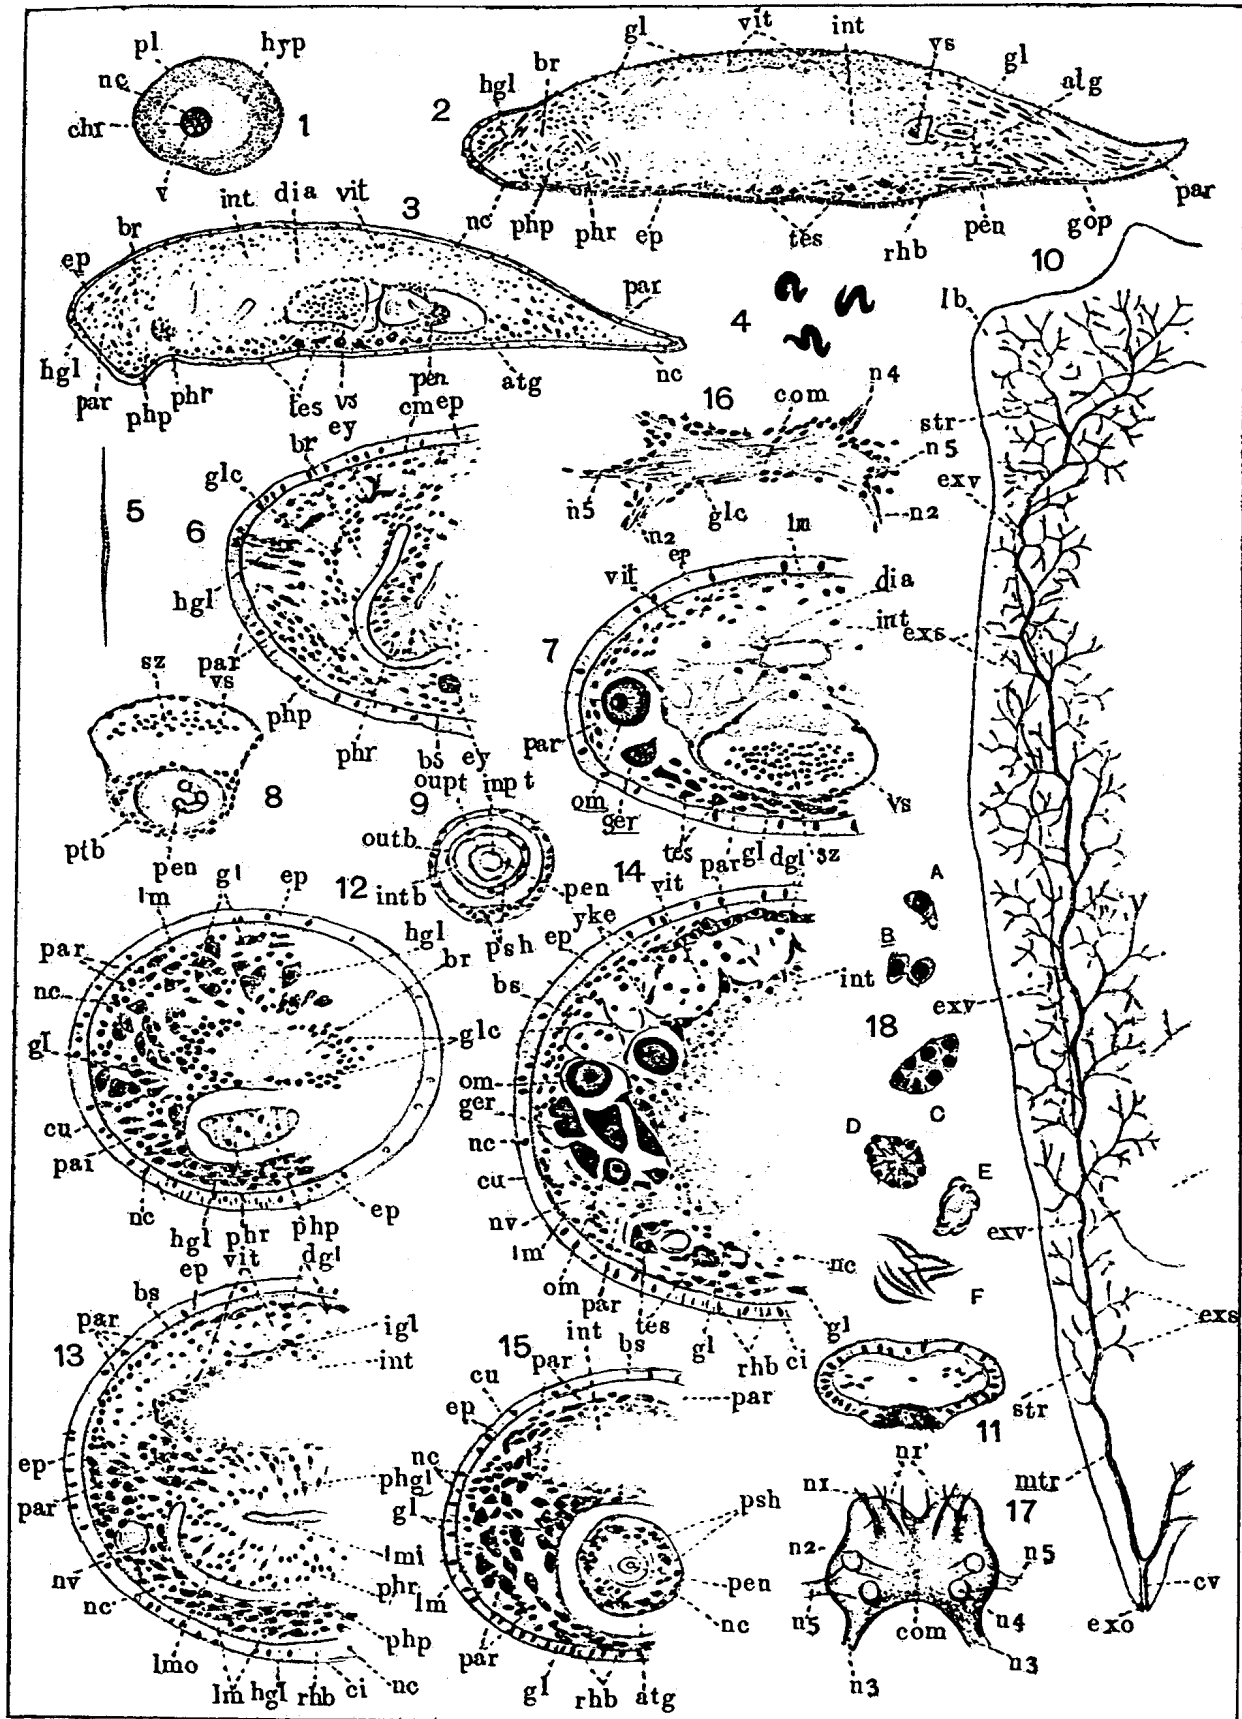 pl hyp
nc
chr 1
v
2 hgl br gl vit int vs gl alg
par
nc php phr ep tes rhb pen gop
int dia vit 3
br
ep
par
hgl par php phr tes vs pen atg nc
4
10
lb
str
exv
exs
exv
exv
exs
str
mtr
cv
exo
5
6
ey cm ep
br
glc
hgl
par
php
phr
bs
16 com n4
n5
n5 n2 glc n2
7
ep lm
vit dia
int
par
om
ger
tes par gl dgl sz
vs
sz vs
8
ptb
pen
9
ey
oupt inpt
outb
intb
pen
psh
12
lm gl ep
par
nc
gl
cu
par
nc
hgl phr php ep
hgl
br
glc
14
vit
yke
ep
bs
int
om
ger
nc
cu
nv
lm
om
par
bs tes
gl
rhb ci
gl
nc
18
A
B
C
D
E
F
13
bs ep vit dgl
par
igl
int
ep
par
phgl
nv
nc
lmi
phr
php
lmo lm hgl rhb ci nc
15
int
par bs
cu
ep
nc
gl
lm
par
gl rhb atg
par
psh
pen
nc
11
17
n1'
n1
n2
n5
n5
n4
com
n3
n3